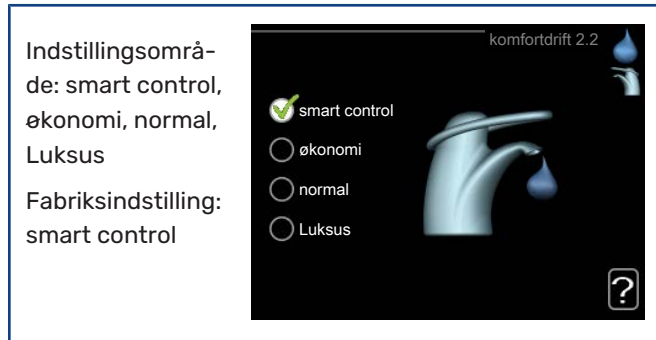 Indstillingsområ-
de: smart control,
økonomi, normal,
Luksus
Fabriksindstilling:
smart control
komfortdrift 2.2
smart control
økonomi
normal
Luksus
?